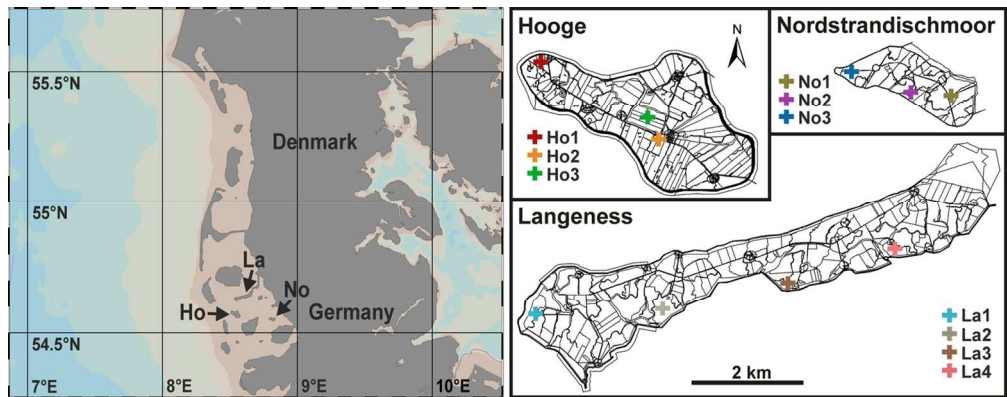 55.5°N
Denmark
55°N
La
No
Ho
Germany
54.5°N
7°E
8°E
9°E
10°E
Hooge
N
Ho1
Ho2
Ho3
Nordstrandischmoor
No1
No2
No3
Langeness
La1
La2
La3
La4
2 km